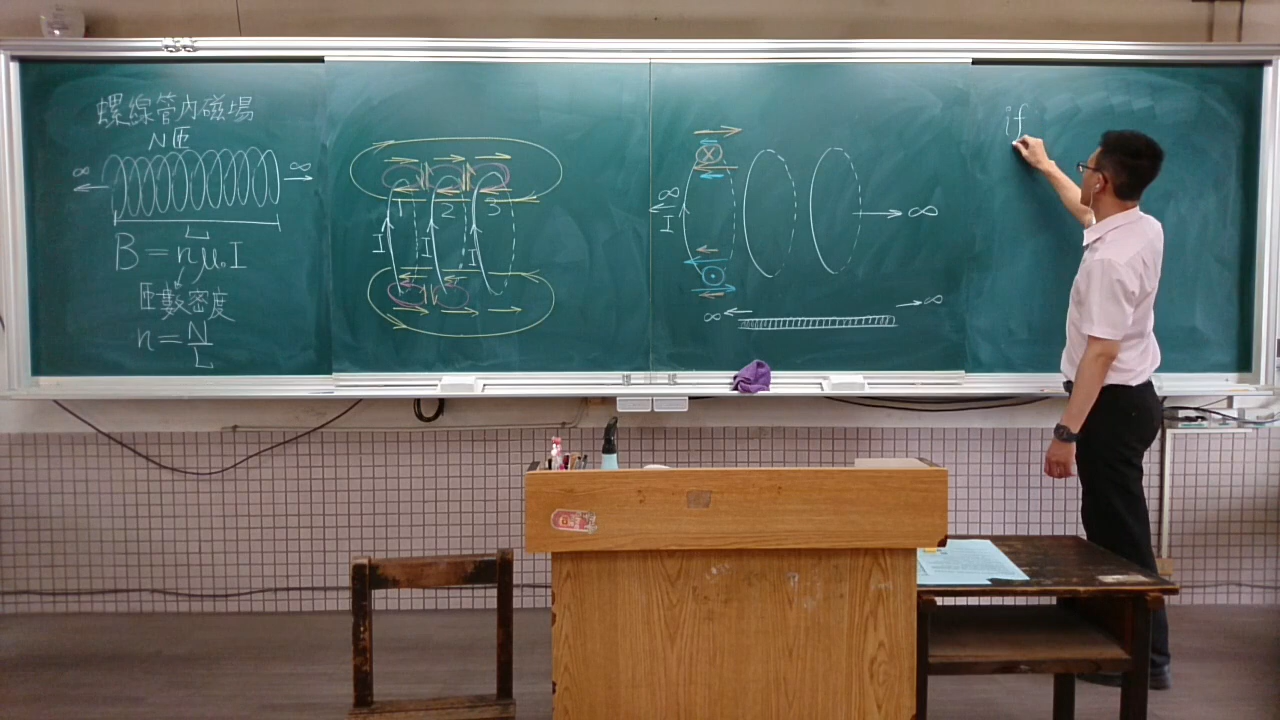 螺線管內磁場
N匝
∞ ∞
L
B = nμ₀I
匝數密度
n = N/L
1 2 3
I I I
∞
I
∞
∞ ∞
if